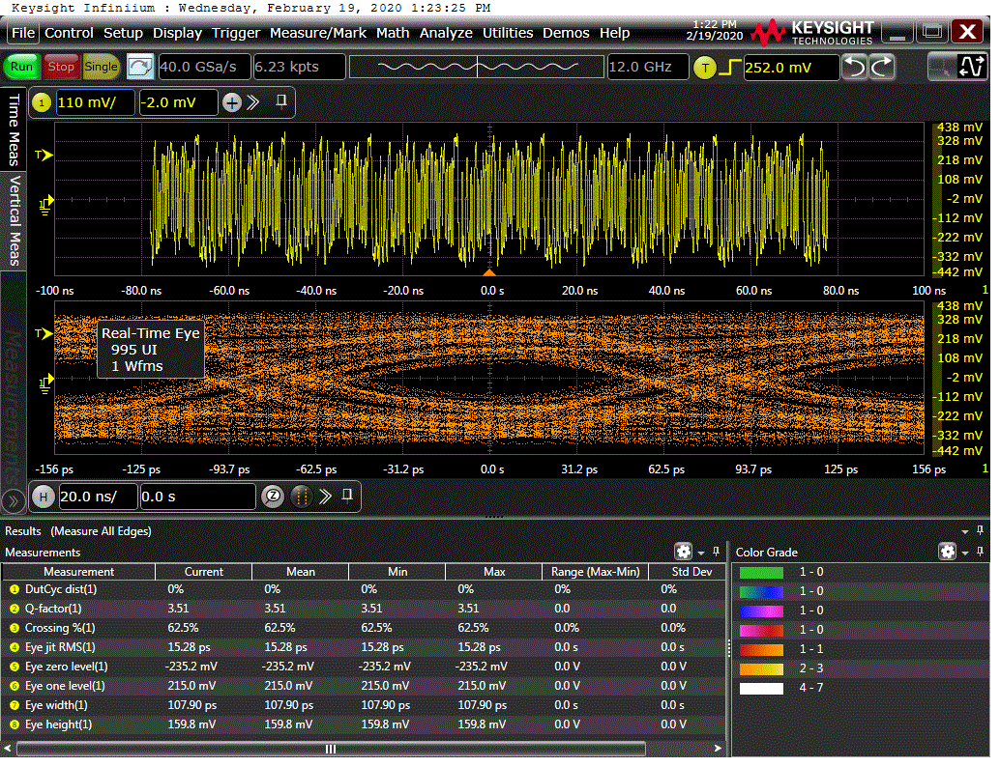 Keysight Infiniium : Wednesday, February 19, 2020 1:23:25 PM
File Control Setup Display Trigger Measure/Mark Math Analyze Utilities Demos Help
1:22 PM
2/19/2020
KEYSIGHT
TECHNOLOGIES
Run Stop Single 40.0 GSa/s 6.23 kpts 12.0 GHz T 252.0 mV
1 110 mV/ -2.0 mV
Time Meas
Vertical Meas
Measurements
T
438 mV
328 mV
218 mV
108 mV
-2 mV
-112 mV
-222 mV
-332 mV
-442 mV
-100 ns -80.0 ns -60.0 ns -40.0 ns -20.0 ns 0.0 s 20.0 ns 40.0 ns 60.0 ns 80.0 ns 100 ns 1
T
Real-Time Eye
995 UI
1 Wfms
438 mV
328 mV
218 mV
108 mV
-2 mV
-112 mV
-222 mV
-332 mV
-442 mV
-156 ps -125 ps -93.7 ps -62.5 ps -31.2 ps 0.0 s 31.2 ps 62.5 ps 93.7 ps 125 ps 156 ps 1
H 20.0 ns/ 0.0 s
Results (Measure All Edges)
Measurements
Measurement Current Mean Min Max Range (Max-Min) Std Dev
1 DutCyc dist(1) 0% 0% 0% 0% 0% 0%
2 Q-factor(1) 3.51 3.51 3.51 3.51 0.0 0.0
3 Crossing %(1) 62.5% 62.5% 62.5% 62.5% 0.0% 0.0%
4 Eye jit RMS(1) 15.28 ps 15.28 ps 15.28 ps 15.28 ps 0.0 s 0.0 s
5 Eye zero level(1) -235.2 mV -235.2 mV -235.2 mV -235.2 mV 0.0 V 0.0 V
6 Eye one level(1) 215.0 mV 215.0 mV 215.0 mV 215.0 mV 0.0 V 0.0 V
7 Eye width(1) 107.90 ps 107.90 ps 107.90 ps 107.90 ps 0.0 s 0.0 s
8 Eye height(1) 159.8 mV 159.8 mV 159.8 mV 159.8 mV 0.0 V 0.0 V
Color Grade
1 - 0
1 - 0
1 - 0
1 - 0
1 - 1
2 - 3
4 - 7